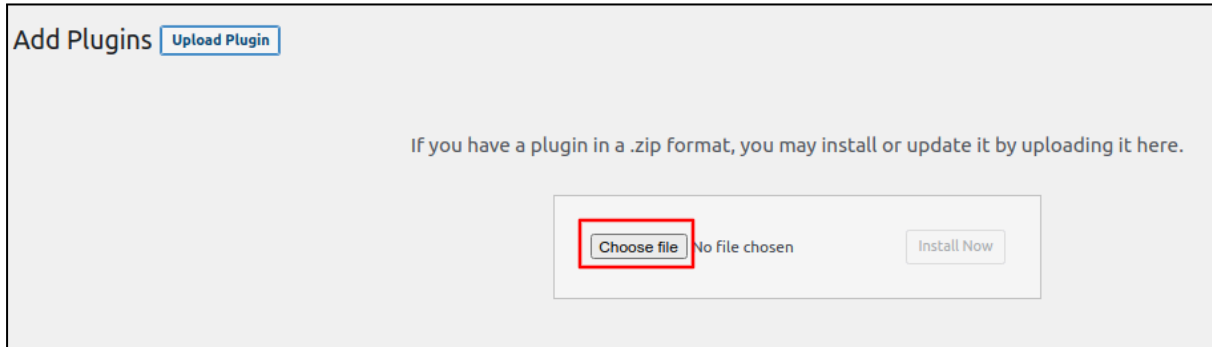 Add Plugins Upload Plugin
If you have a plugin in a .zip format, you may install or update it by uploading it here.
Choose file No file chosen Install Now